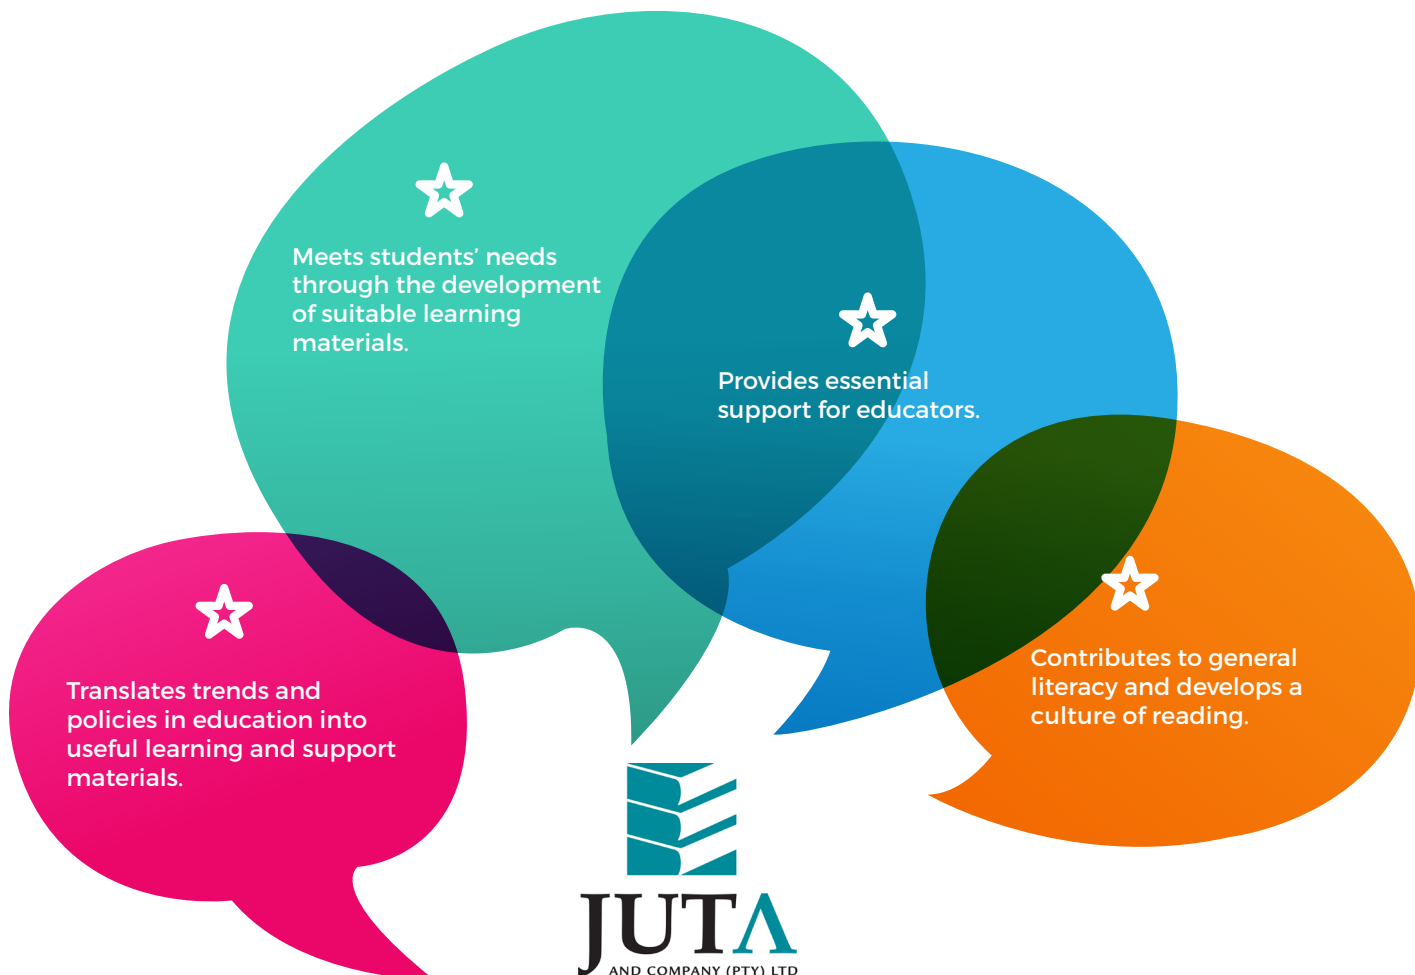 Meets students’ needs
through the development
of suitable learning
materials.
Provides essential
support for educators.
Translates trends and
policies in education into
useful learning and support
materials.
Contributes to general
literacy and develops a
culture of reading.
JUTA
AND COMPANY (PTY) LTD